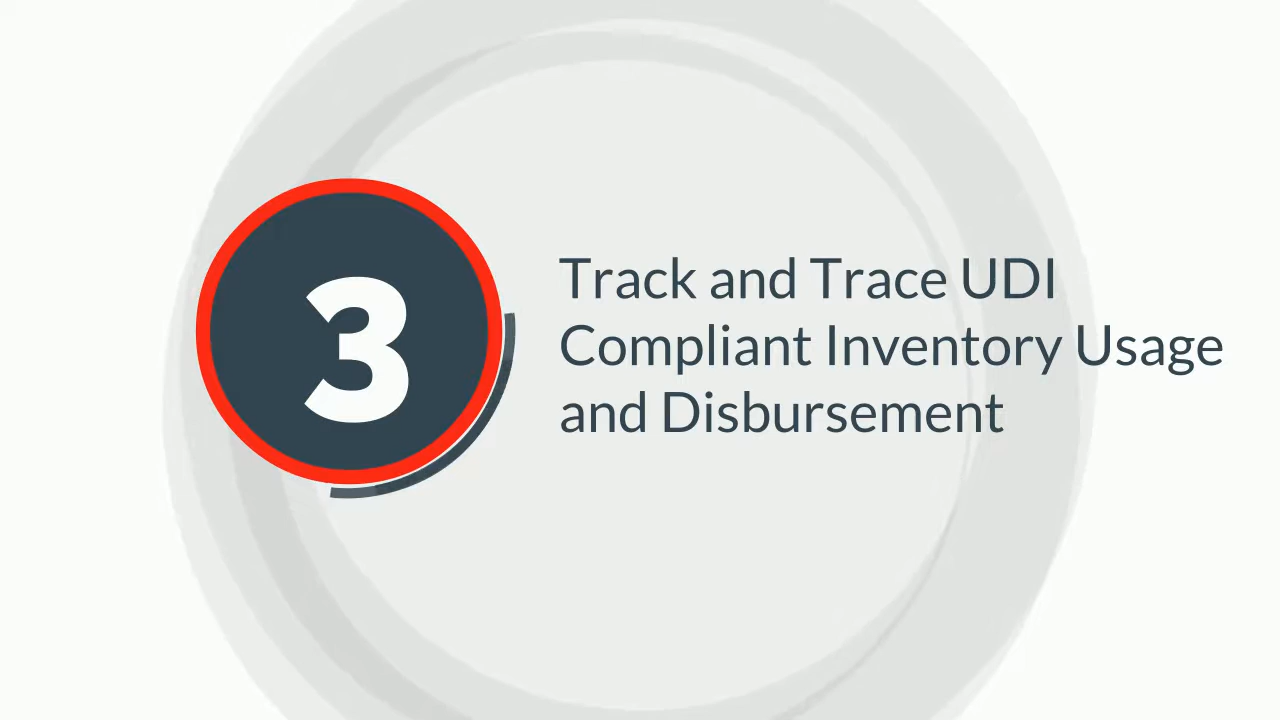 3
Track and Trace UDI
Compliant Inventory Usage
and Disbursement